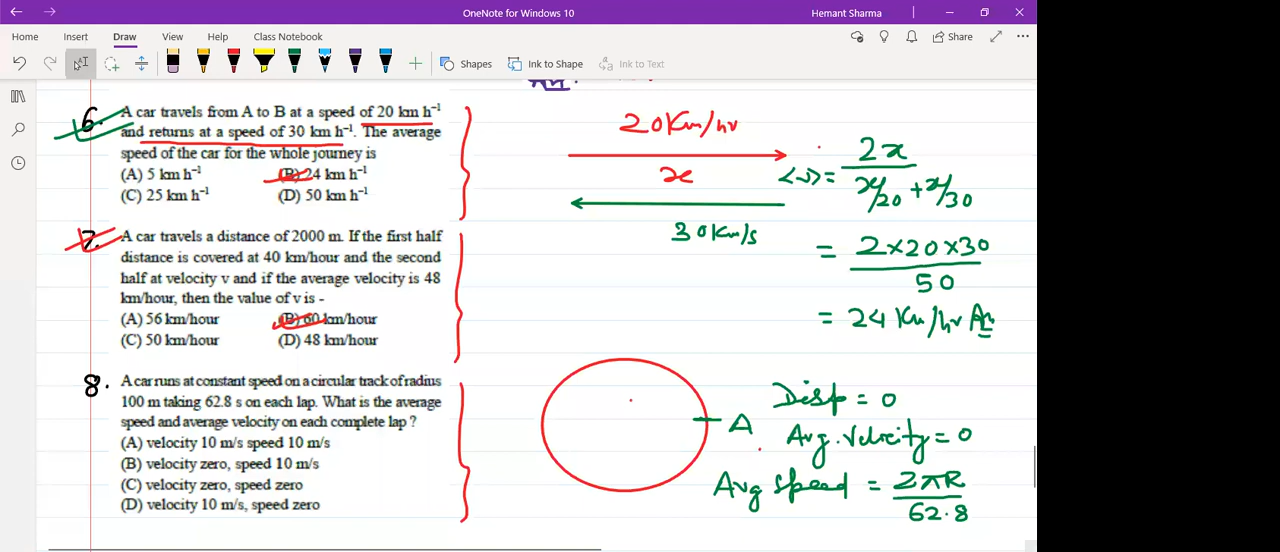 OneNote for Windows 10
Hemant Sharma
Home Insert Draw View Help Class Notebook
Share
Shapes Ink to Shape Ink to Text
6. A car travels from A to B at a speed of 20 km h⁻¹
and returns at a speed of 30 km h⁻¹. The average
speed of the car for the whole journey is
(A) 5 km h⁻¹ (B) 24 km h⁻¹
(C) 25 km h⁻¹ (D) 50 km h⁻¹
7. A car travels a distance of 2000 m. If the first half
distance is covered at 40 km/hour and the second
half at velocity v and if the average velocity is 48
km/hour, then the value of v is -
(A) 56 km/hour (B) 60 km/hour
(C) 50 km/hour (D) 48 km/hour
8. A car runs at constant speed on a circular track of radius
100 m taking 62.8 s on each lap. What is the average
speed and average velocity on each complete lap ?
(A) velocity 10 m/s speed 10 m/s
(B) velocity zero, speed 10 m/s
(C) velocity zero, speed zero
(D) velocity 10 m/s, speed zero
20 Km/hr
x
30 Km/s
<v> = 2x / (x/20 + x/30)
= 2×20×30 / 50
= 24 Km/hr An
A
Disp = 0
Avg. velocity = 0
Avg speed = 2πR / 62.8